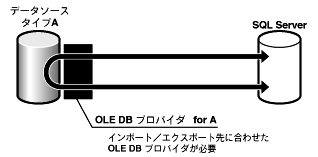 データソース
タイプA
SQL Server
OLE DB プロバイダ for A
インポート／エクスポート先に合わせた
OLE DB プロバイダが必要